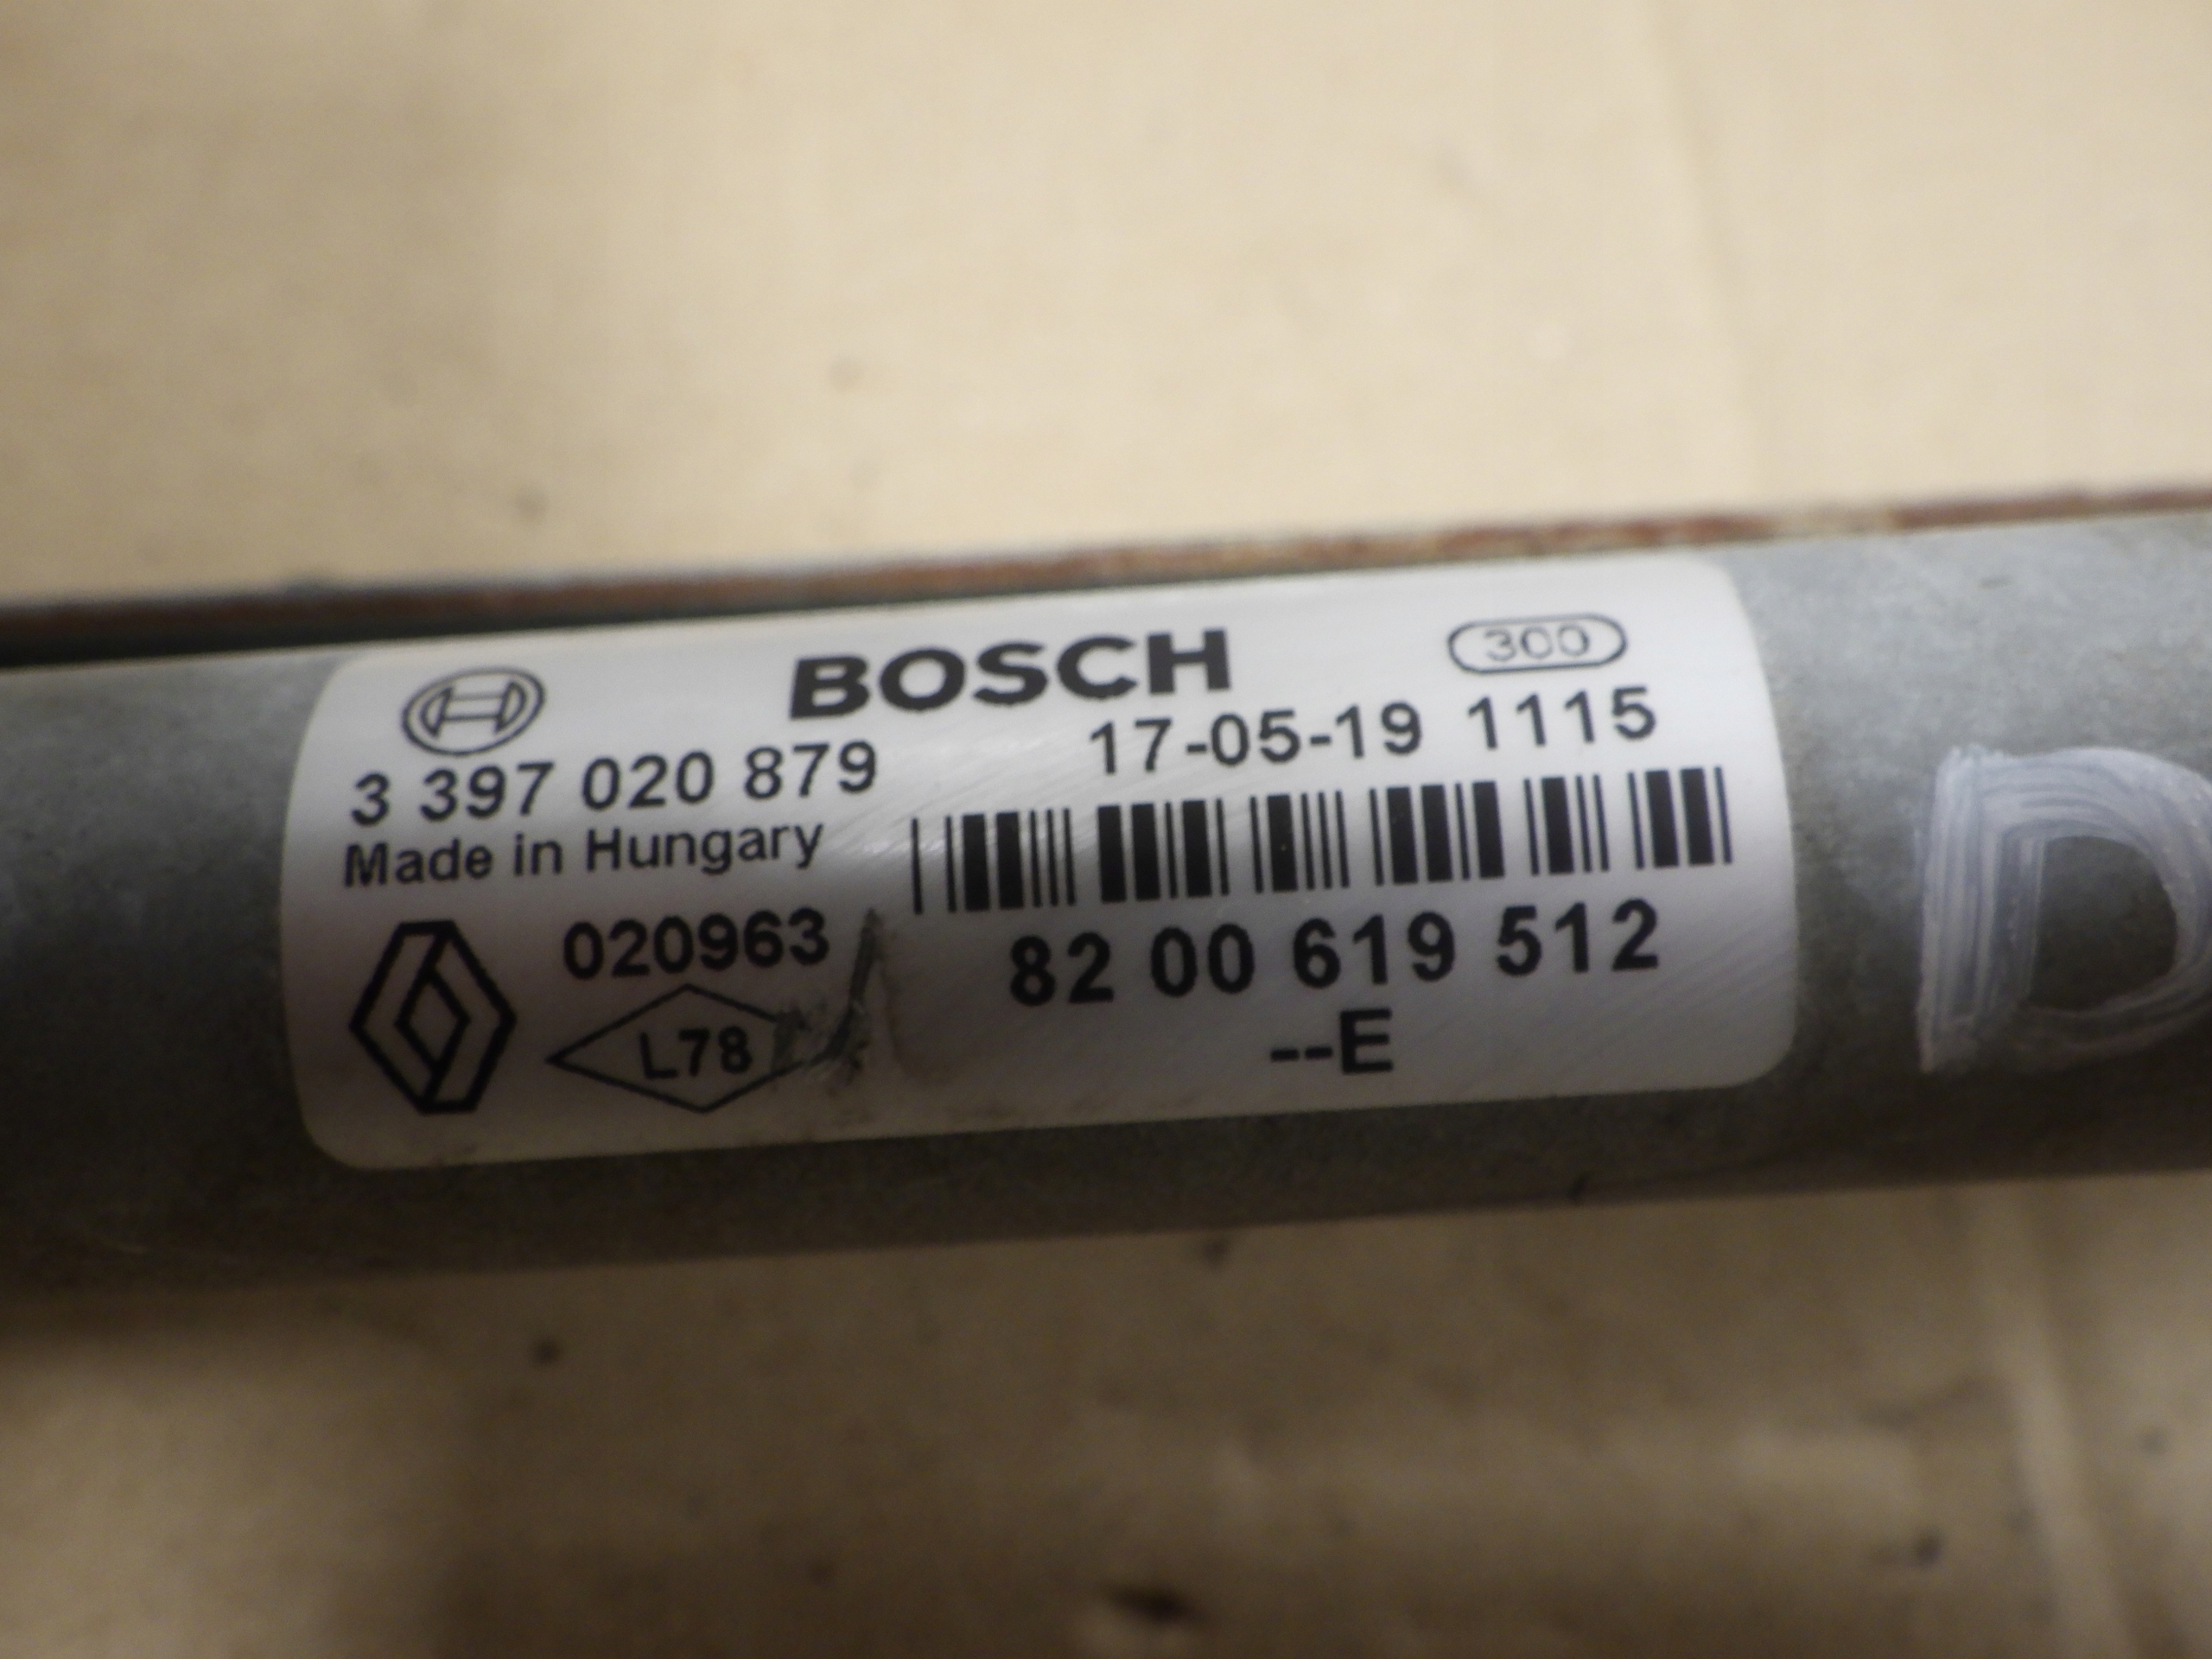 BOSCH
300
3 397 020 879
17-05-19 1115
Made in Hungary
020963
82 00 619 512
L78
--E
D